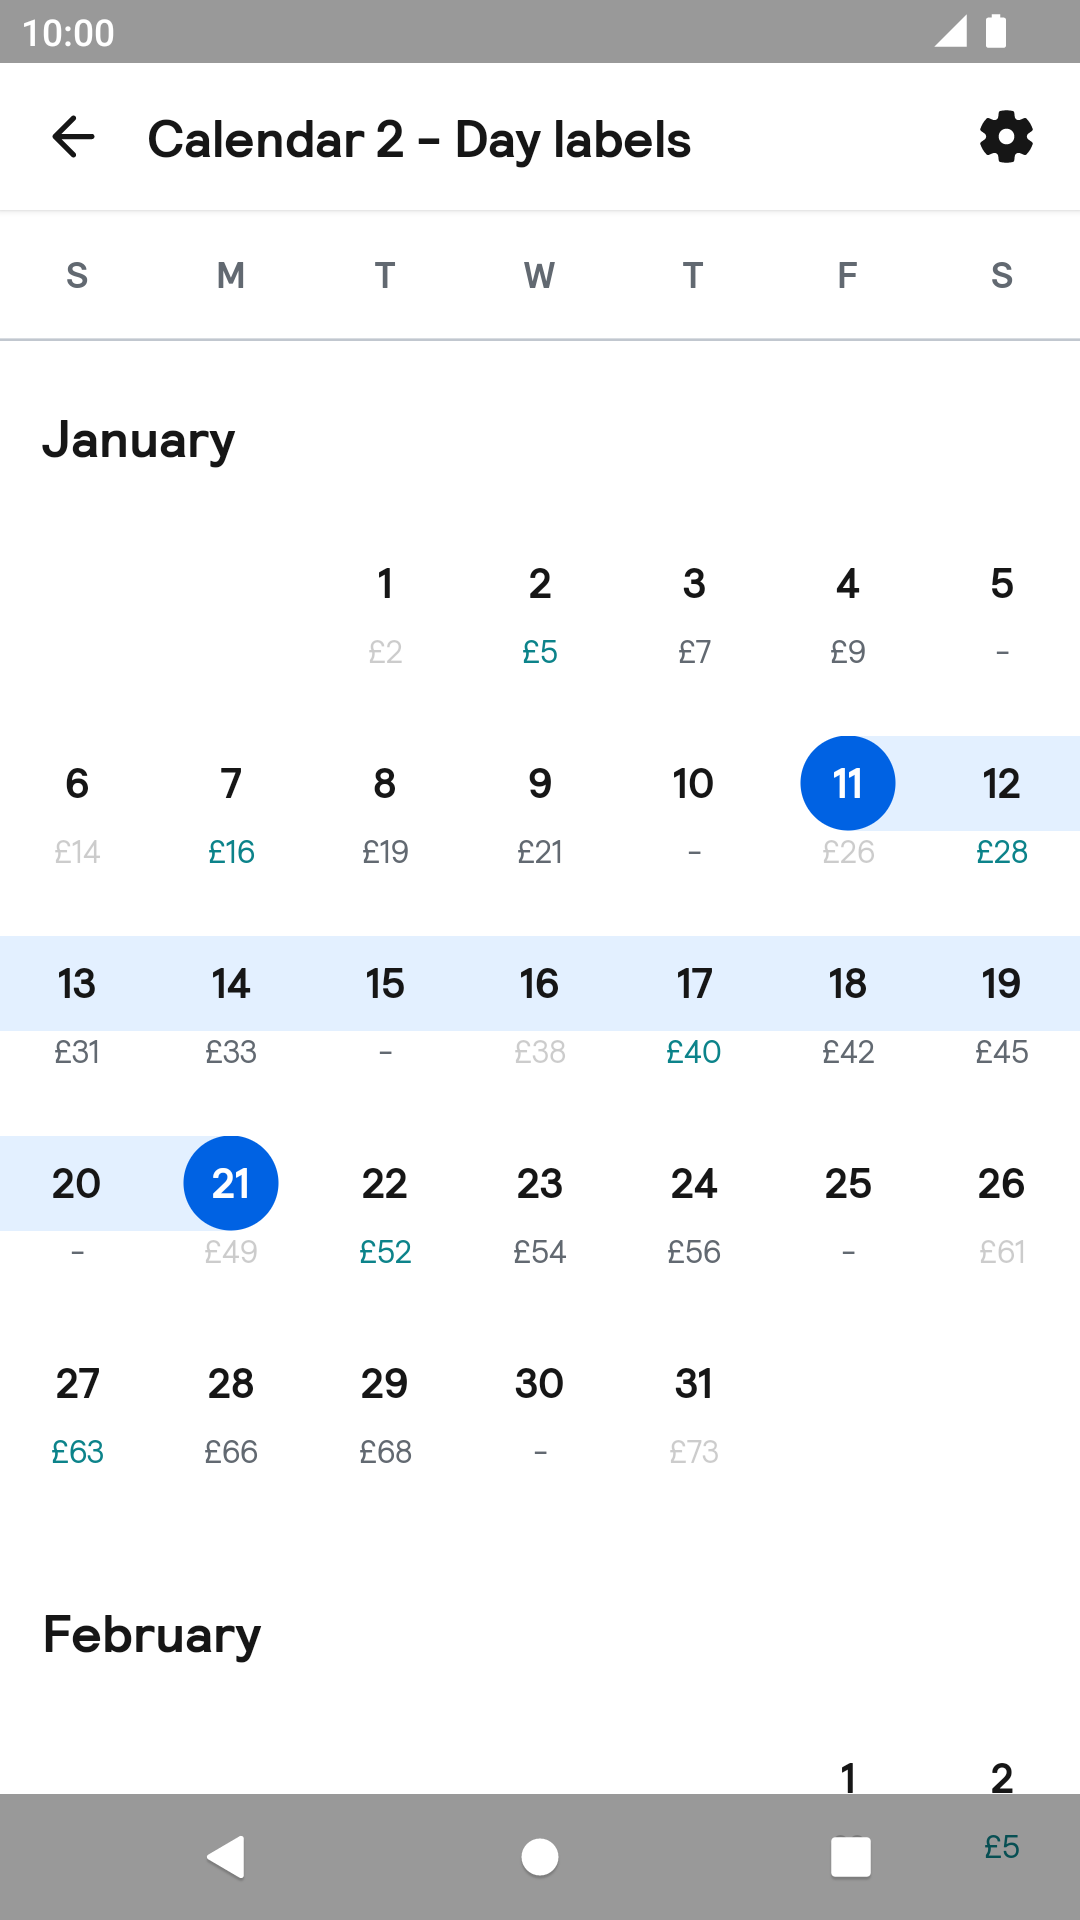 10:00
Calendar 2 – Day labels
S M T W T F S
January
1 2 3 4 5
£2 £5 £7 £9 -
6 7 8 9 10 11 12
£14 £16 £19 £21 - £26 £28
13 14 15 16 17 18 19
£31 £33 - £38 £40 £42 £45
20 21 22 23 24 25 26
- £49 £52 £54 £56 - £61
27 28 29 30 31
£63 £66 £68 - £73
February
1 2
£5